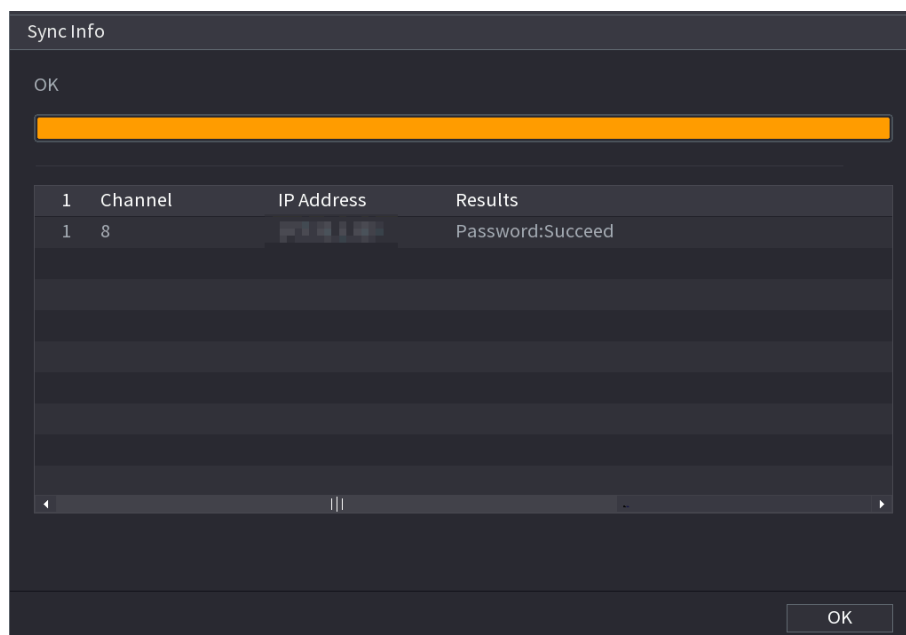 Sync Info
OK
1 Channel IP Address Results
1 8 Password:Succeed
OK